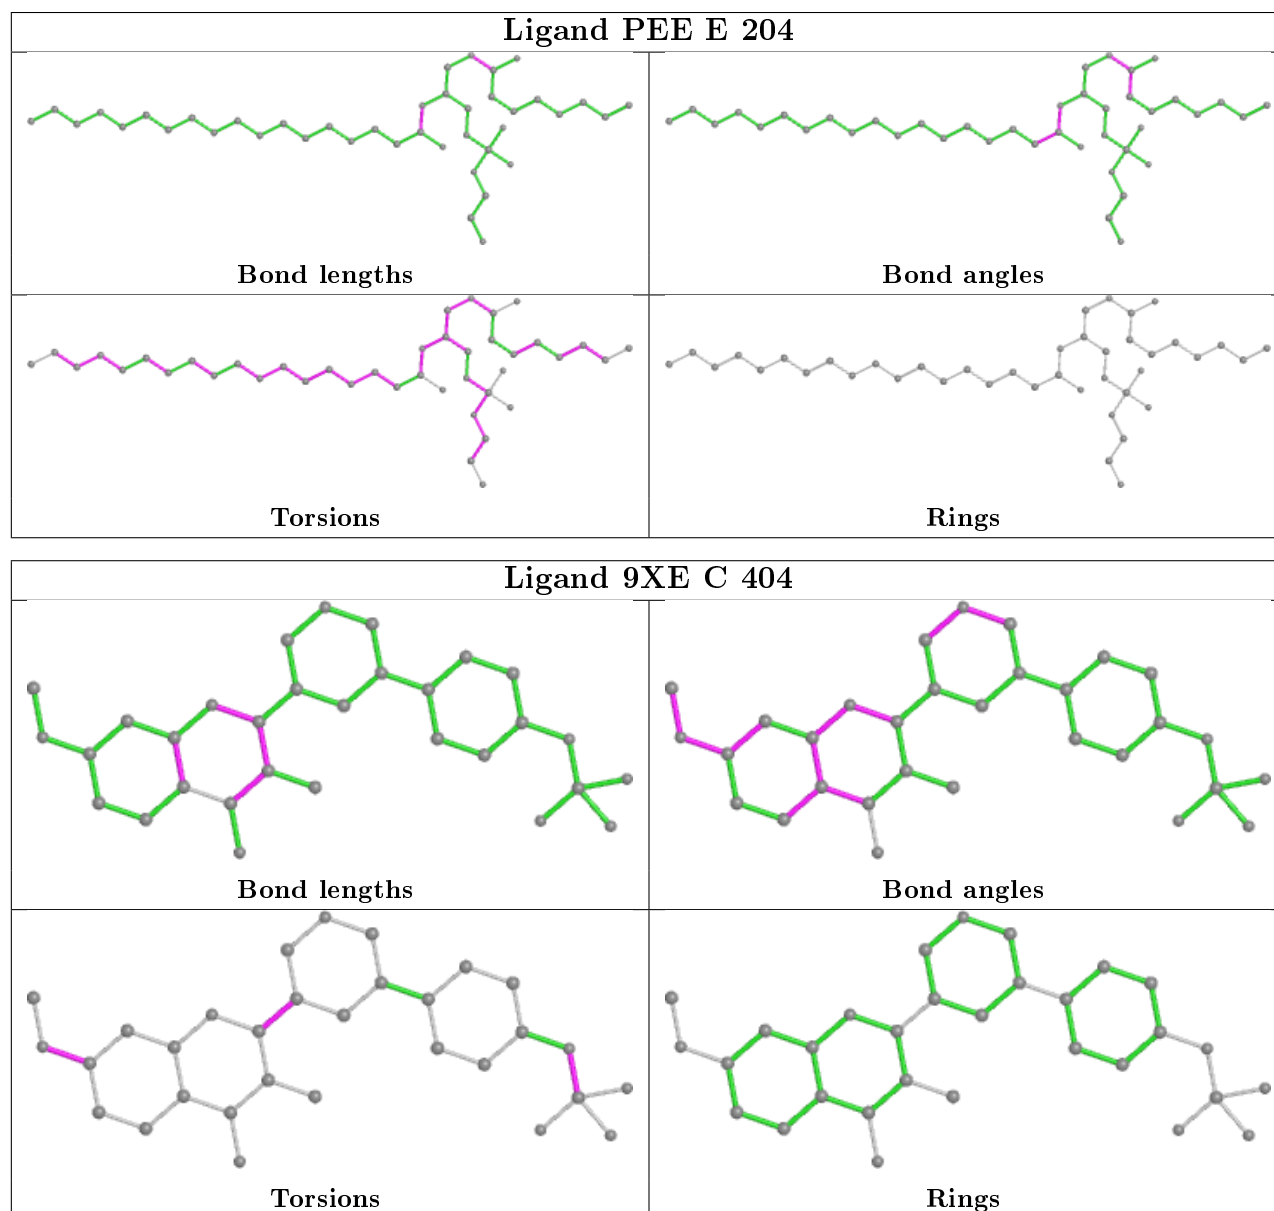 Ligand PEE E 204
Bond lengths
Bond angles
Torsions
Rings
Ligand 9XE C 404
Bond lengths
Bond angles
Torsions
Rings